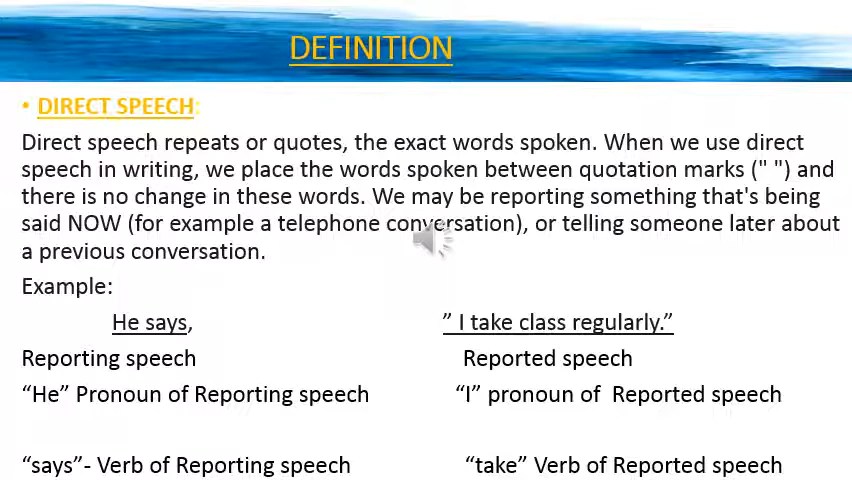 DEFINITION
• DIRECT SPEECH:
Direct speech repeats or quotes, the exact words spoken. When we use direct
speech in writing, we place the words spoken between quotation marks (" ") and
there is no change in these words. We may be reporting something that's being
said NOW (for example a telephone conversation), or telling someone later about
a previous conversation.
Example:
He says, ” I take class regularly.”
Reporting speech Reported speech
“He” Pronoun of Reporting speech “I” pronoun of Reported speech
“says”- Verb of Reporting speech “take” Verb of Reported speech